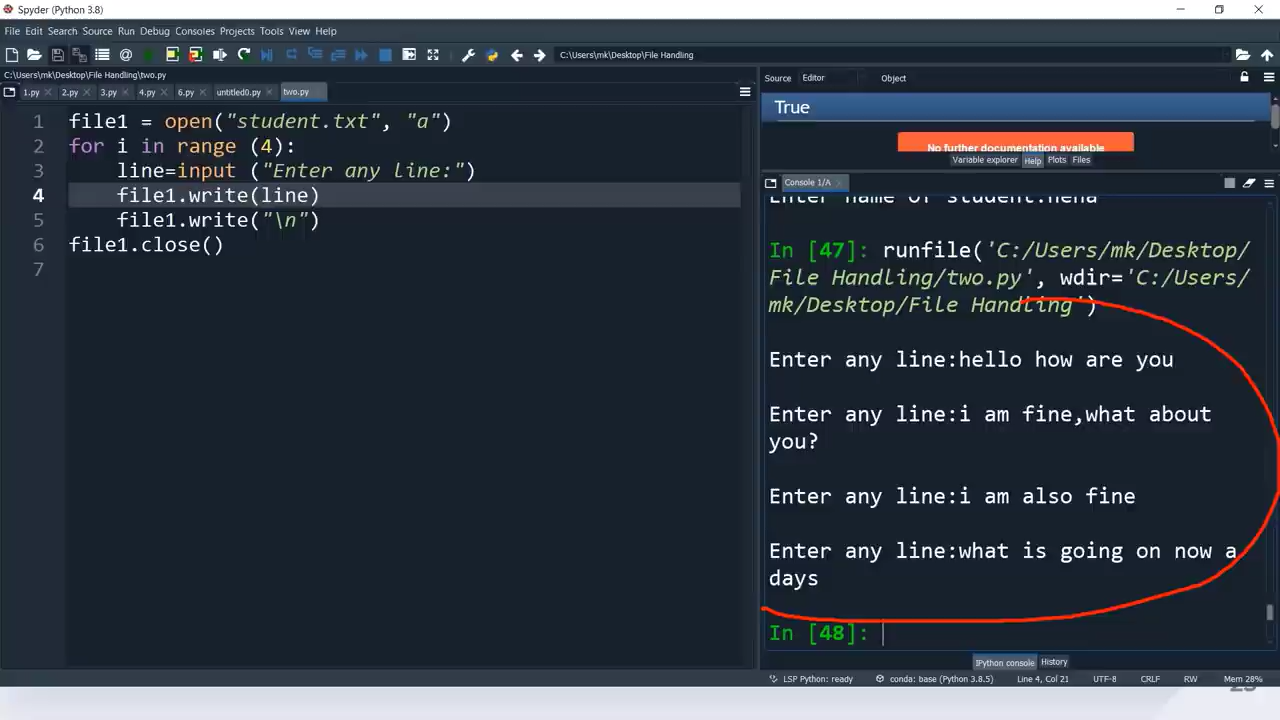 Spyder (Python 3.8)
File Edit Search Source Run Debug Consoles Projects Tools View Help
C:\Users\mk\Desktop\File Handling
C:\Users\mk\Desktop\File Handling\two.py
1.py 2.py 3.py 4.py 6.py untitled0.py two.py
1 file1 = open("student.txt", "a")
2 for i in range (4):
3 line=input ("Enter any line:")
4 file1.write(line)
5 file1.write("\n")
6 file1.close()
7
Source Editor Object
True
No further documentation available
Variable explorer Help Plots Files
Console 1/A
Enter name of student:neha
In [47]: runfile('C:/Users/mk/Desktop/
File Handling/two.py', wdir='C:/Users/
mk/Desktop/File Handling')
Enter any line:hello how are you
Enter any line:i am fine,what about
you?
Enter any line:i am also fine
Enter any line:what is going on now a
days
In [48]:
IPython console History
LSP Python: ready conda: base (Python 3.8.5) Line 4, Col 21 UTF-8 CRLF RW Mem 28%